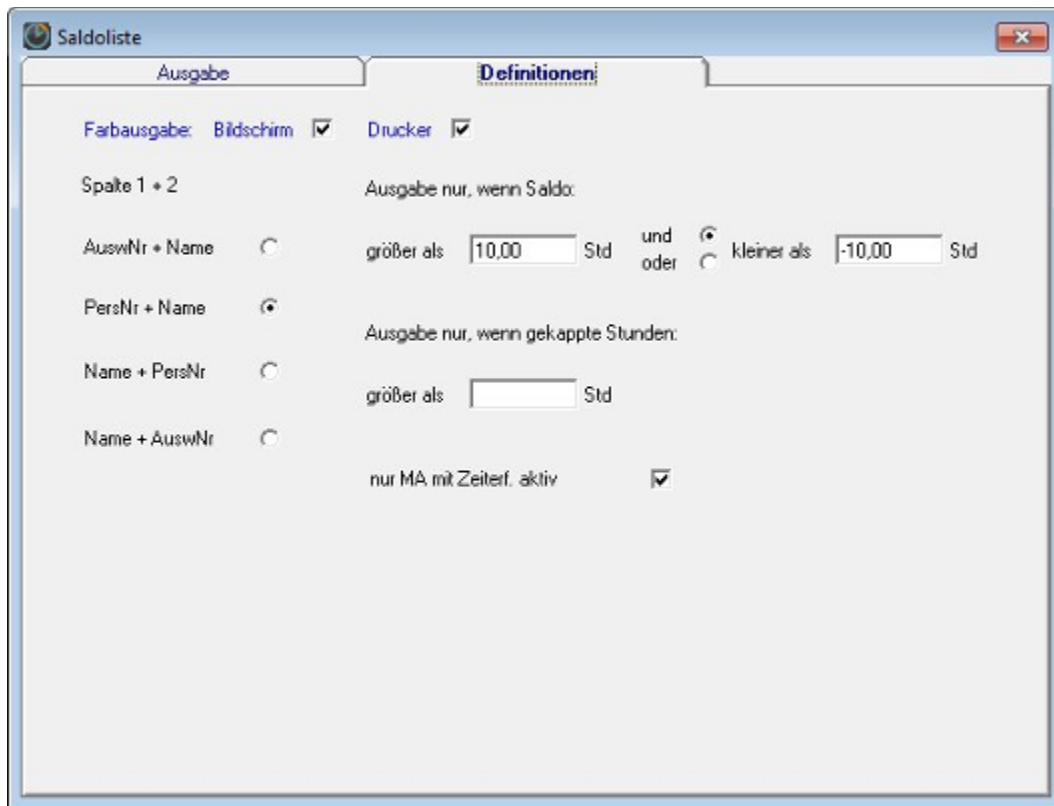 Saldoliste
Ausgabe Definitionen
Farbausgabe: Bildschirm Drucker
Spalte 1 + 2
Ausgabe nur, wenn Saldo:
AuswNr + Name
größer als 10,00 Std und oder kleiner als -10,00 Std
PersNr + Name
Ausgabe nur, wenn gekappte Stunden:
Name + PersNr
größer als Std
Name + AuswNr
nur MA mit Zeiterf. aktiv